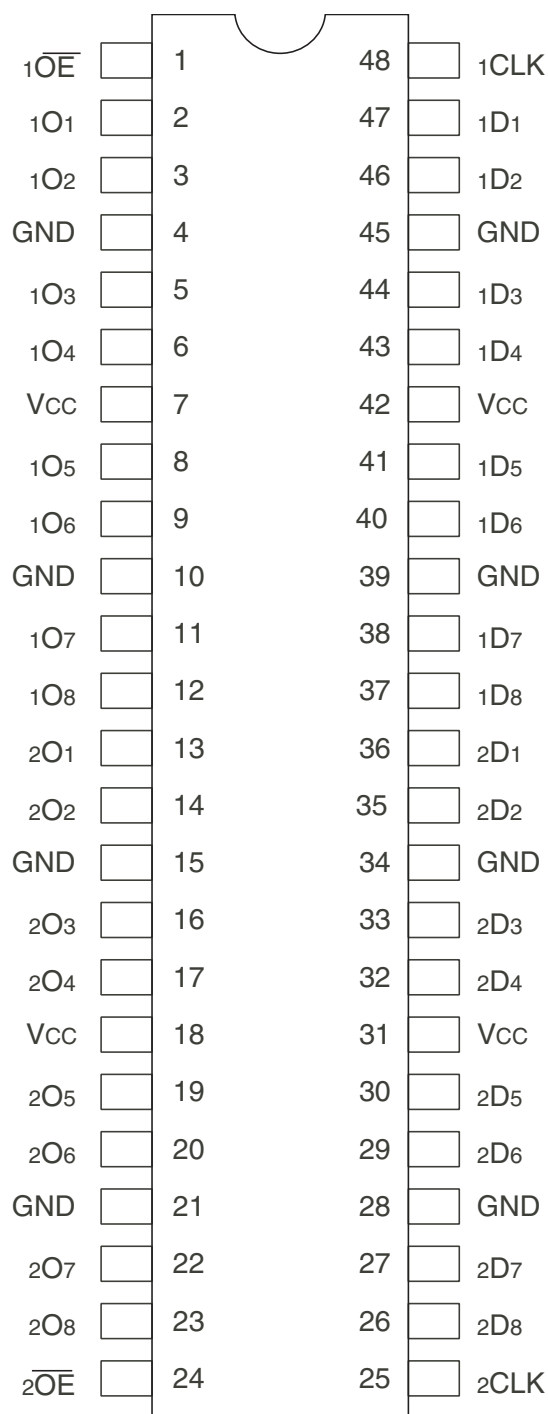 1O̅E̅ 1 48 1CLK
1O1 2 47 1D1
1O2 3 46 1D2
GND 4 45 GND
1O3 5 44 1D3
1O4 6 43 1D4
VCC 7 42 VCC
1O5 8 41 1D5
1O6 9 40 1D6
GND 10 39 GND
1O7 11 38 1D7
1O8 12 37 1D8
2O1 13 36 2D1
2O2 14 35 2D2
GND 15 34 GND
2O3 16 33 2D3
2O4 17 32 2D4
VCC 18 31 VCC
2O5 19 30 2D5
2O6 20 29 2D6
GND 21 28 GND
2O7 22 27 2D7
2O8 23 26 2D8
2O̅E̅ 24 25 2CLK